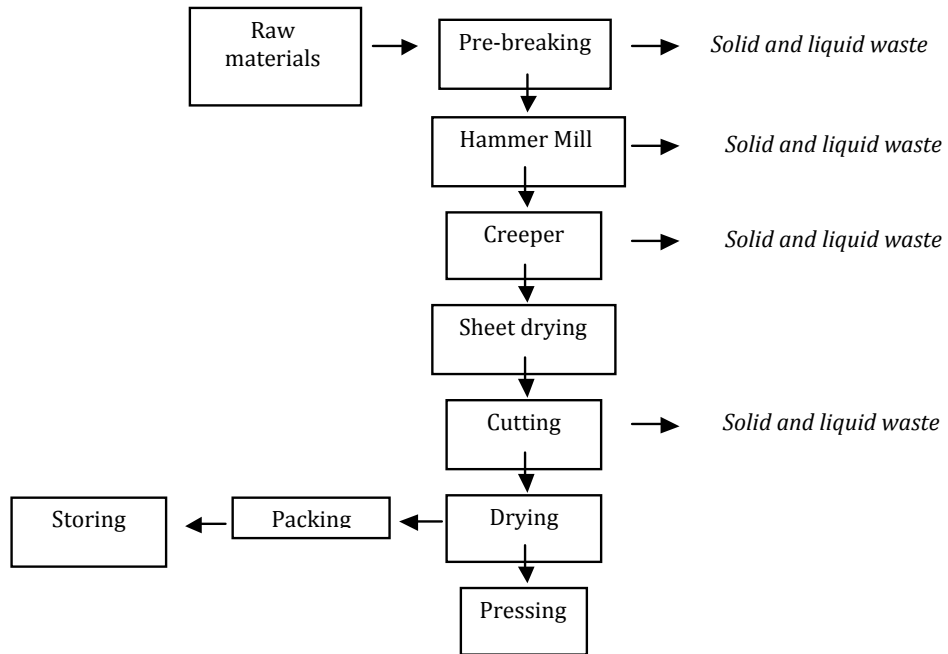 Raw
materials
Pre-breaking
Solid and liquid waste
Hammer Mill
Solid and liquid waste
Creeper
Solid and liquid waste
Sheet drying
Cutting
Solid and liquid waste
Storing
Packing
Drying
Pressing